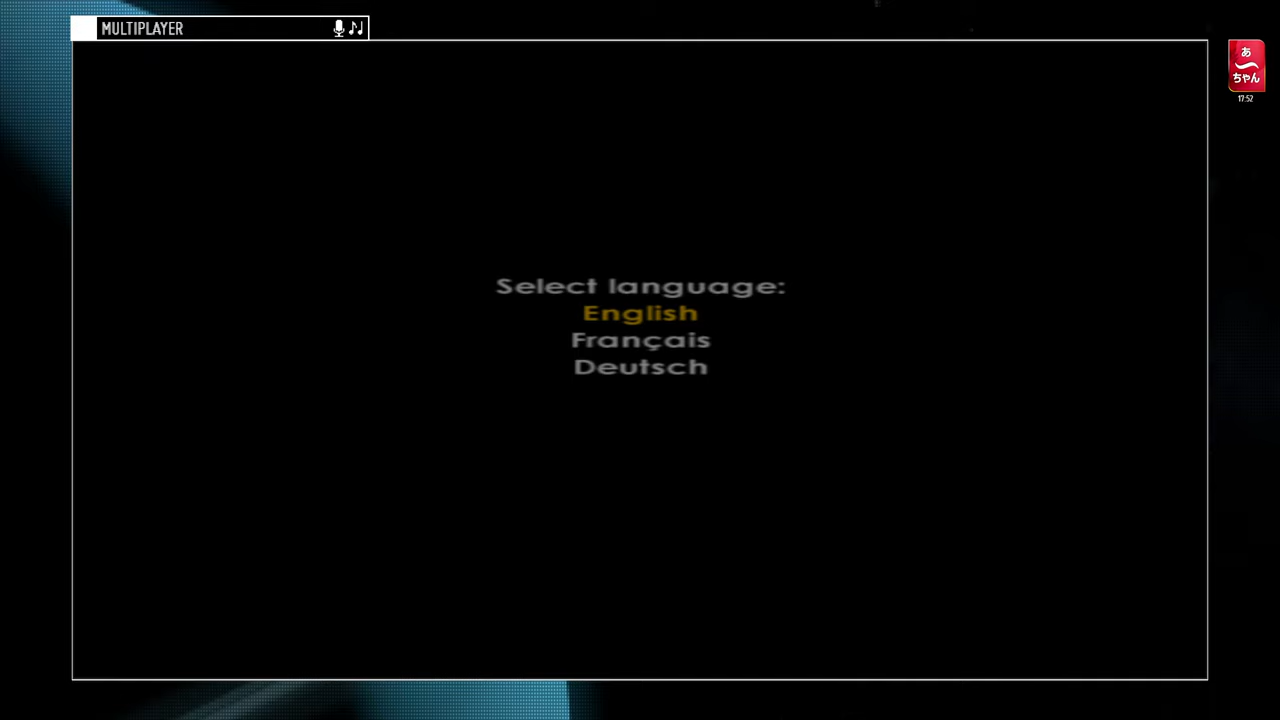 MULTIPLAYER
あ〜
ちゃん
17:52
Select language:
English
Français
Deutsch